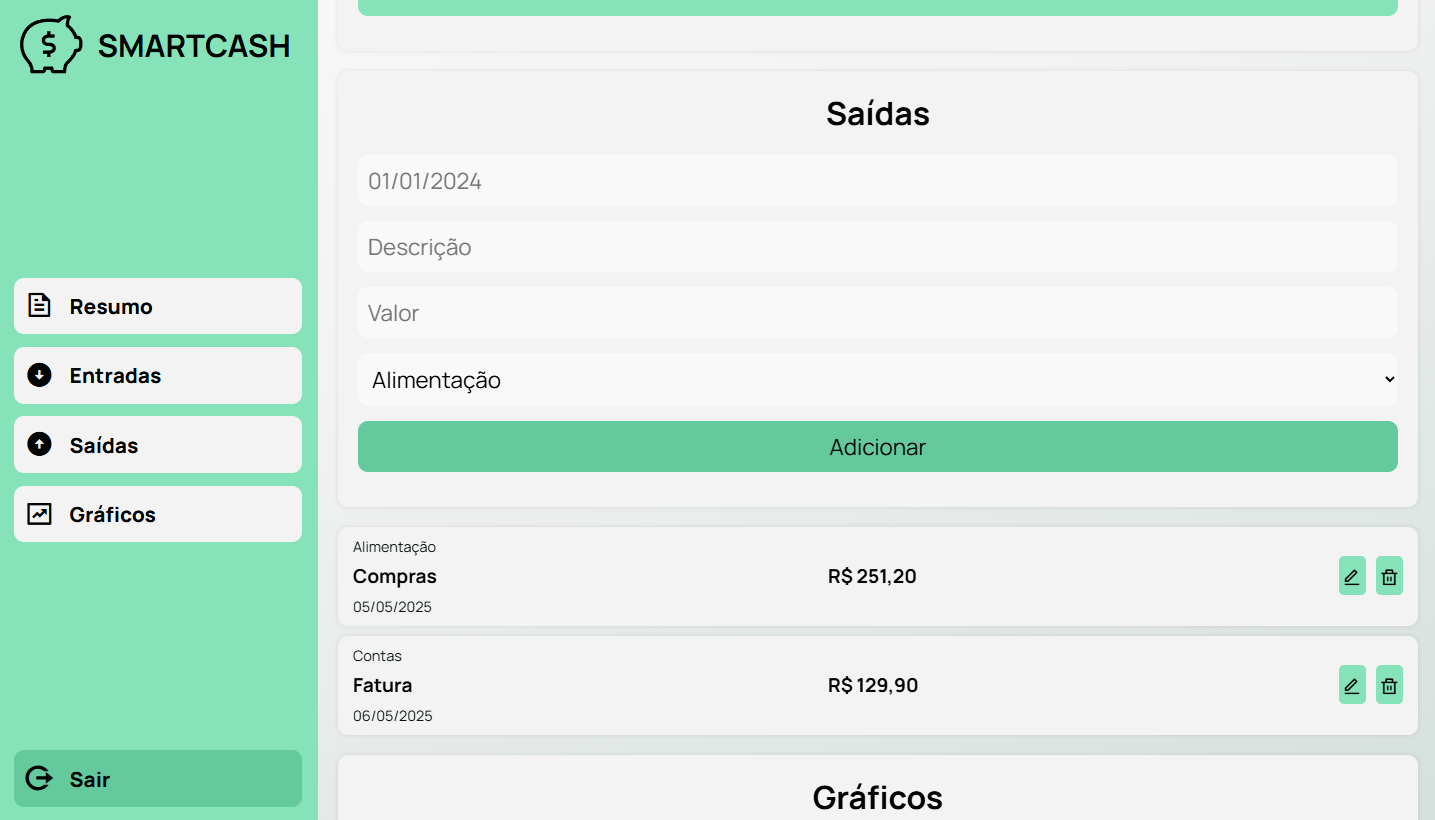 $ SMARTCASH
Resumo
Entradas
Saídas
Gráficos
Sair
Saídas
01/01/2024
Descrição
Valor
Alimentação
Adicionar
Alimentação
Compras
05/05/2025
R$ 251,20
Contas
Fatura
06/05/2025
R$ 129,90
Gráficos